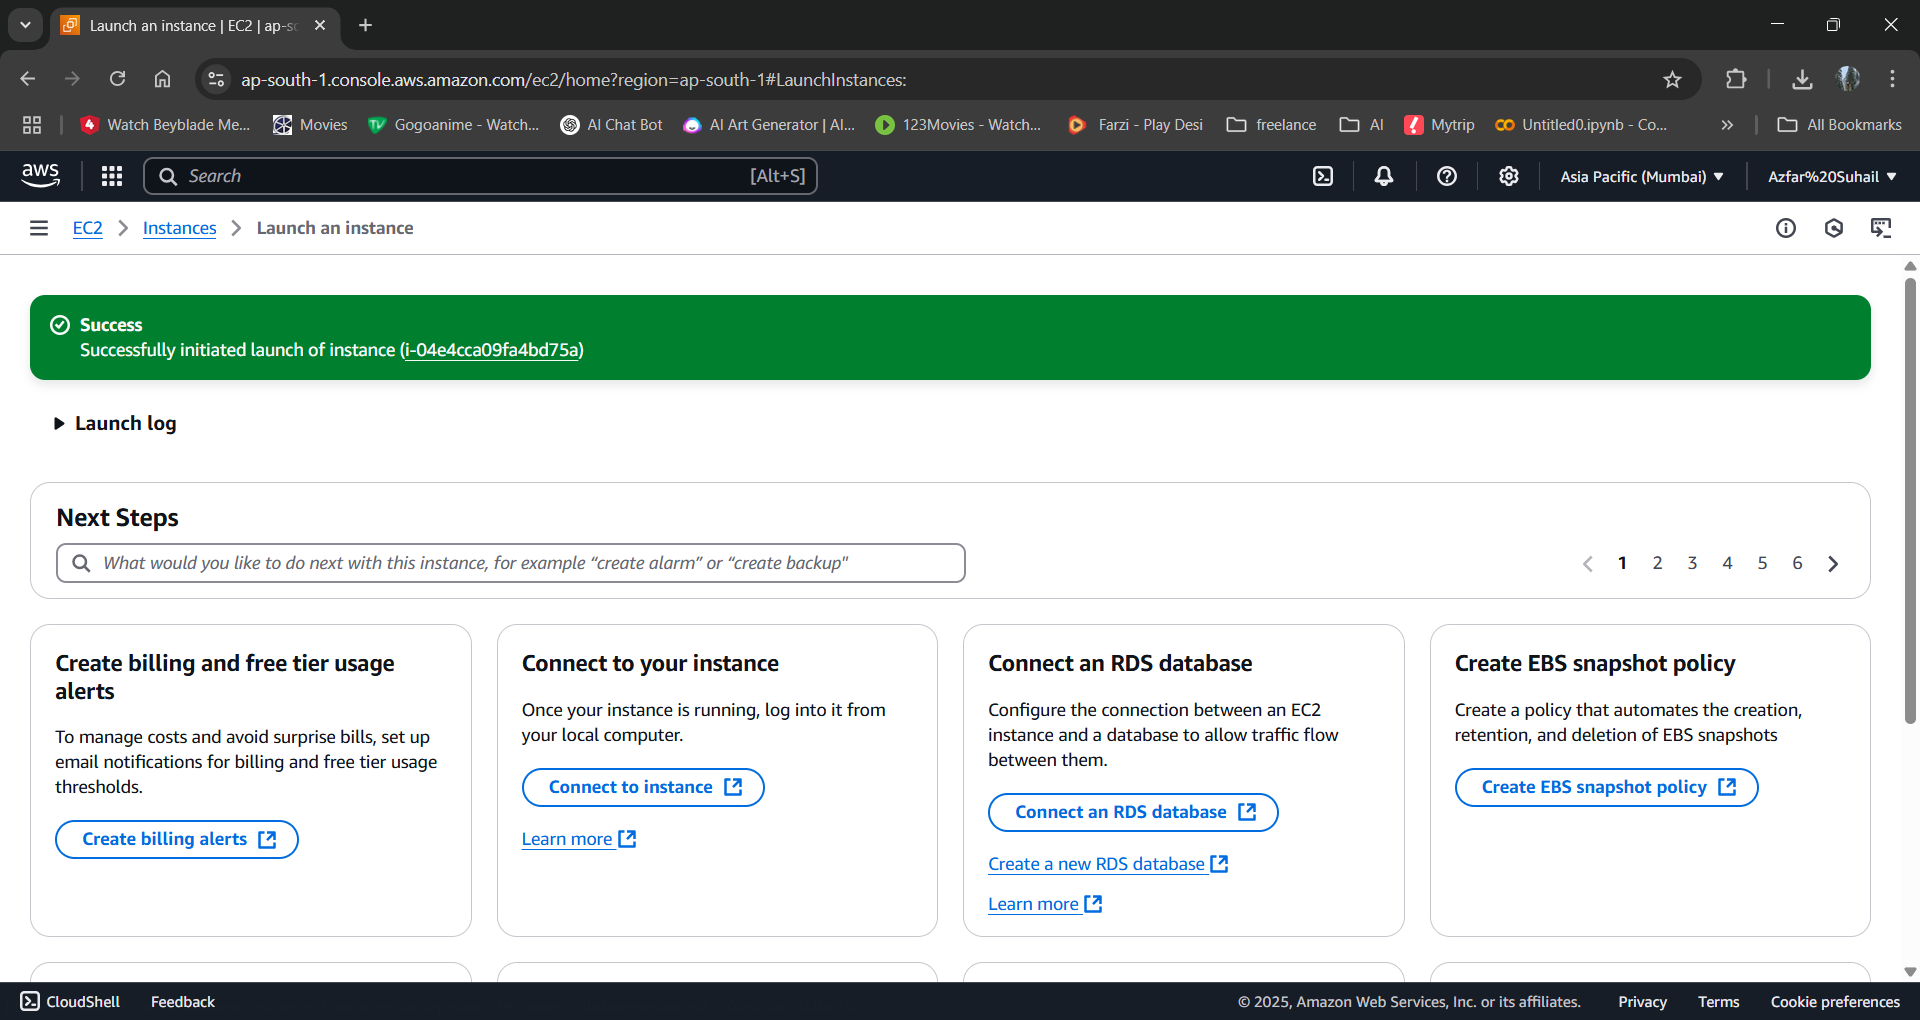 Launch an instance | EC2 | ap-so
ap-south-1.console.aws.amazon.com/ec2/home?region=ap-south-1#LaunchInstances:
Watch Beyblade Me...
Movies
Gogoanime - Watch...
AI Chat Bot
AI Art Generator | AI...
123Movies - Watch...
Farzi - Play Desi
freelance
AI
Mytrip
Untitled0.ipynb - Co...
All Bookmarks
aws
Search
[Alt+S]
Asia Pacific (Mumbai)
Azfar%20Suhail
EC2
Instances
Launch an instance
Success
Successfully initiated launch of instance (i-04e4cca09fa4bd75a)
Launch log
Next Steps
What would you like to do next with this instance, for example “create alarm” or “create backup"
1 2 3 4 5 6
Create billing and free tier usage
alerts
To manage costs and avoid surprise bills, set up
email notifications for billing and free tier usage
thresholds.
Create billing alerts
Connect to your instance
Once your instance is running, log into it from
your local computer.
Connect to instance
Learn more
Connect an RDS database
Configure the connection between an EC2
instance and a database to allow traffic flow
between them.
Connect an RDS database
Create a new RDS database
Learn more
Create EBS snapshot policy
Create a policy that automates the creation,
retention, and deletion of EBS snapshots
Create EBS snapshot policy
CloudShell
Feedback
© 2025, Amazon Web Services, Inc. or its affiliates.
Privacy
Terms
Cookie preferences